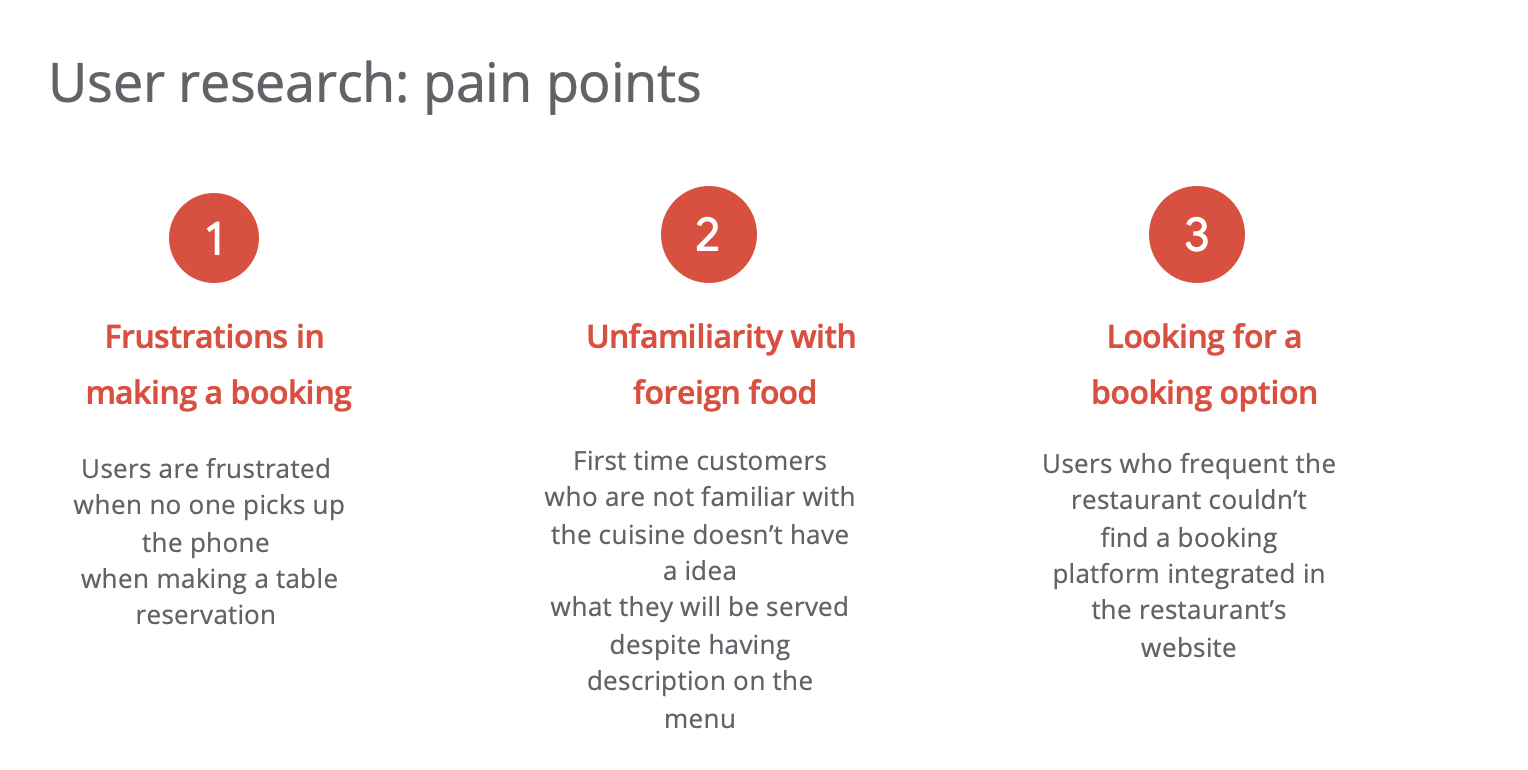 User research: pain points
1
Frustrations in
making a booking
Users are frustrated
when no one picks up
the phone
when making a table
reservation
2
Unfamiliarity with
foreign food
First time customers
who are not familiar with
the cuisine doesn’t have
a idea
what they will be served
despite having
description on the
menu
3
Looking for a
booking option
Users who frequent the
restaurant couldn’t
find a booking
platform integrated in
the restaurant’s
website